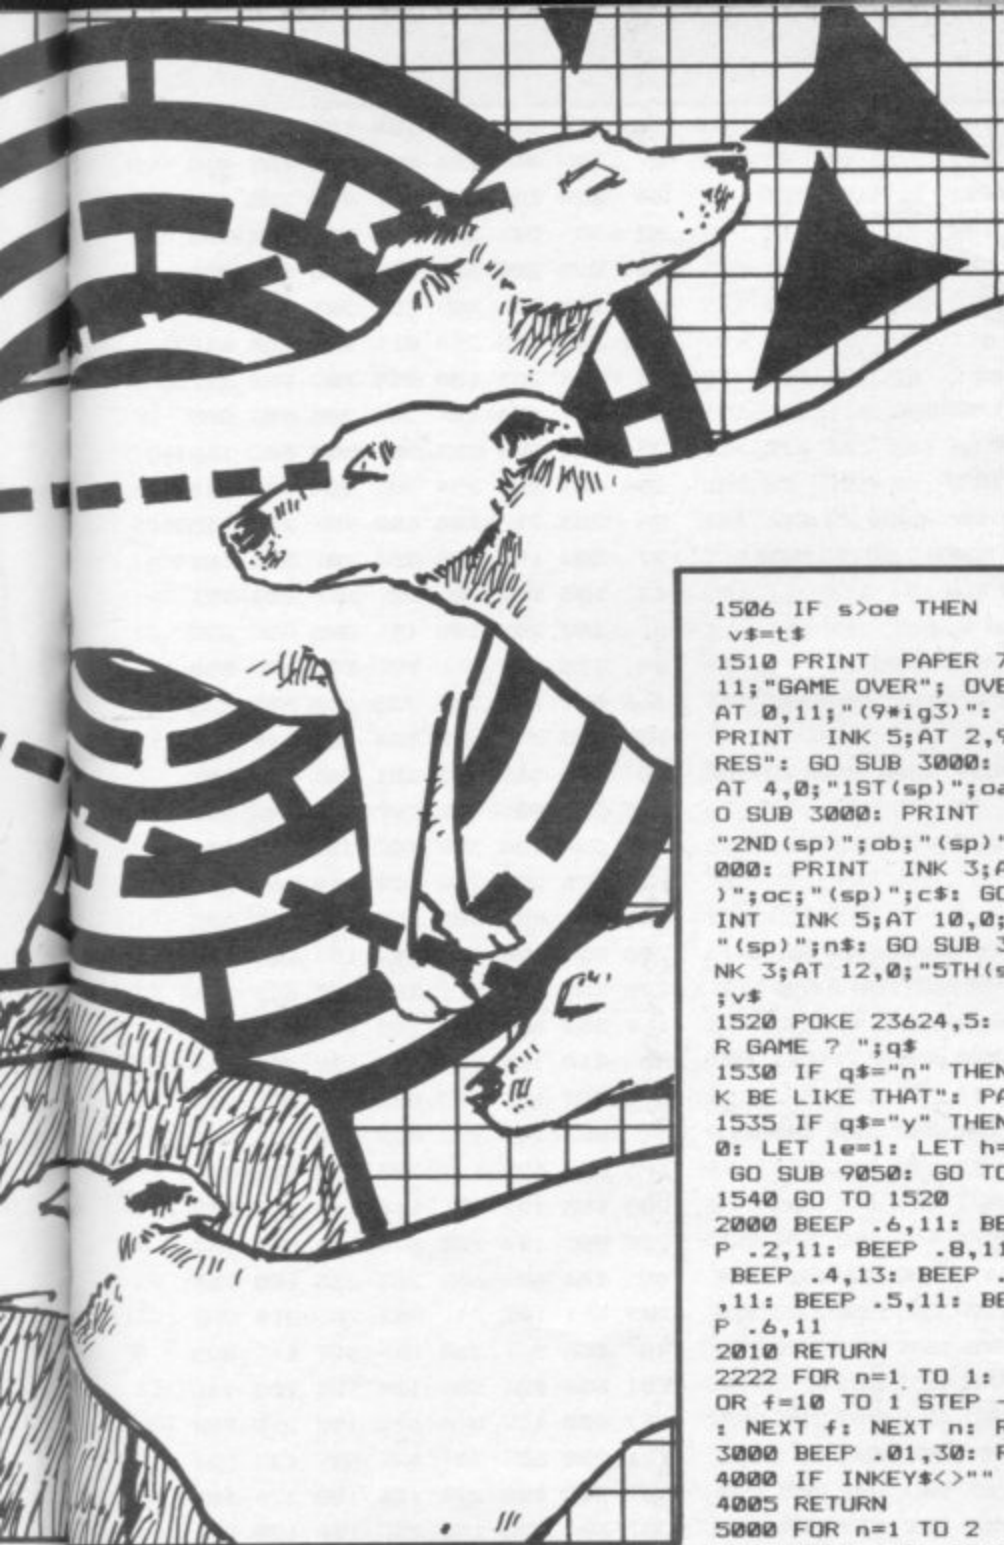 1506 IF s>oe THEN
v$=t$
1510 PRINT PAPER 7
11;"GAME OVER"; OVE
AT 0,11;"(9*ig3)":
PRINT INK 5;AT 2,9
RES": GO SUB 3000:
AT 4,0;"1ST(sp)";oa
O SUB 3000: PRINT
"2ND(sp)";ob;"(sp)"
000: PRINT INK 3;A
)";oc;"(sp)";c$: GO
INT INK 5;AT 10,0;
"(sp)";n$: GO SUB 3
NK 3;AT 12,0;"5TH(s
;v$
1520 POKE 23624,5:
R GAME ? ";q$
1530 IF q$="n" THEN
K BE LIKE THAT": PA
1535 IF q$="y" THEN
0: LET le=1: LET h=
GO SUB 9050: GO TO
1540 GO TO 1520
2000 BEEP .6,11: BE
P .2,11: BEEP .8,11
BEEP .4,13: BEEP .
,11: BEEP .5,11: BE
P .6,11
2010 RETURN
2222 FOR n=1 TO 1:
OR f=10 TO 1 STEP -
: NEXT f: NEXT n: R
3000 BEEP .01,30: R
4000 IF INKEY$<>""
4005 RETURN
5000 FOR n=1 TO 2